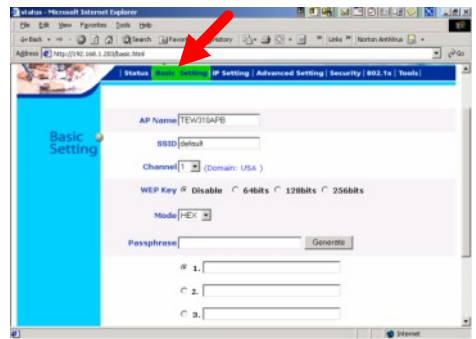 status - Microsoft Internet Explorer
File Edit View Favorites Tools Help
Back Search Favorites History Links Norton AntiVirus
Address http://192.168.1.203/basic.html Go
| Status Basic Setting IP Setting | Advanced Setting | Security | 802.1x | Tools |
Basic Setting
AP Name TEW310APB
SSID default
Channel 1 (Domain: USA )
WEP Key Disable 64bits 128bits 256bits
Mode HEX
Passphrase Generate
1.
2.
3.
Internet